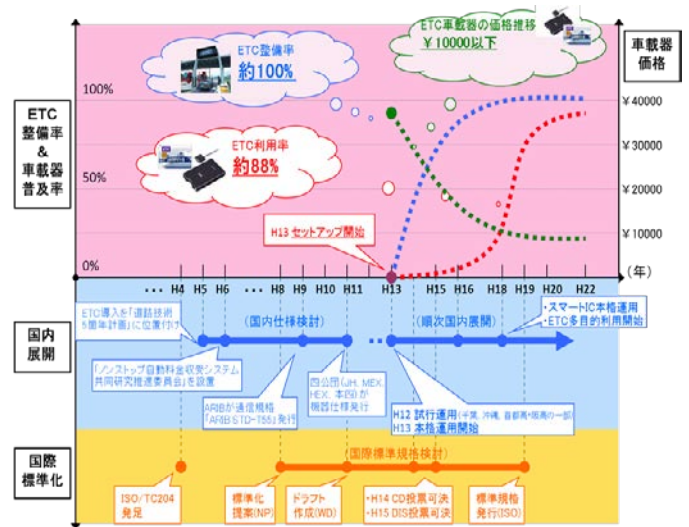 ETC整備率
約100%
ETC車載器の価格推移
￥10000以下
車載器
価格
ETC
整備率
&
車載器
普及率
100%
50%
0%
ETC利用率
約88%
H13 セットアップ開始
￥40000
￥30000
￥20000
￥10000
(年)
・・・ H4 H5 H6 ・・・ H8 H9 H10 H11 H13 H14 H15 H16 H18 H19 H20 H22
国内
展開
ETC導入を「道路技術
5箇年計画」に位置付け
(国内仕様検討)
(順次国内展開)
・スマートIC本格運用
・ETC多目的利用開始
「ノンストップ自動料金収受システム
共同研究推進委員会」を設置
ARIBが通信規格
「ARIB STD-T55」発行
四公団(JH, MEX,
HEX, 本四)が
機器仕様発行
H12 試行運用(千葉, 沖縄, 首都高・阪高の一部)
H13 本格運用開始
国際
標準化
(国際標準規格検討)
ISO/TC204
発足
標準化
提案(NP)
ドラフト
作成(WD)
・H14 CD投票可決
・H15 DIS投票可決
標準規格
発行(ISO)